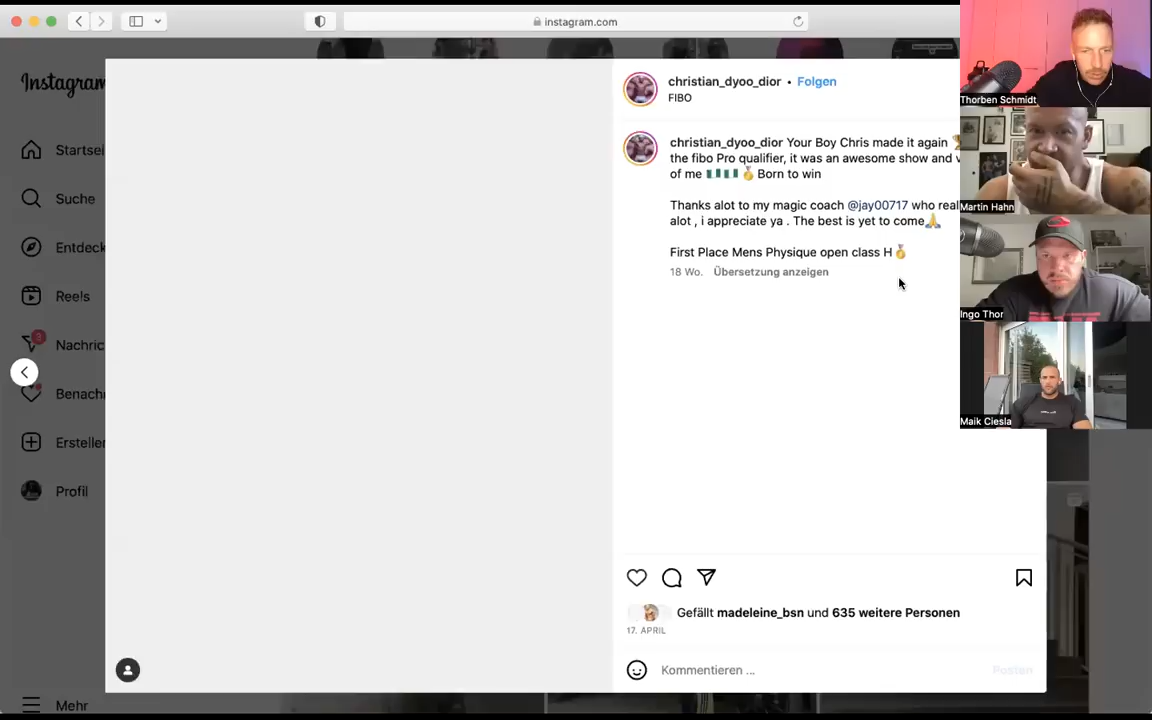 instagram.com
Instagram
Startsei
Suche
Entdeck
Reels
3
Nachric
Benach
Ersteller
Profil
Mehr
christian_dyoo_dior • Folgen
FIBO
christian_dyoo_dior Your Boy Chris made it again 🏆
the fibo Pro qualifier, it was an awesome show and v
of me 🇳🇬🇳🇬🥇Born to win
Thanks alot to my magic coach @jay00717 who real
alot , i appreciate ya . The best is yet to come🙏
First Place Mens Physique open class H🥇
18 Wo. Übersetzung anzeigen
Gefällt madeleine_bsn und 635 weitere Personen
17. APRIL
Kommentieren ...
Posten
Thorben Schmidt
Martin Hahn
Ingo Thor
Maik Ciesla